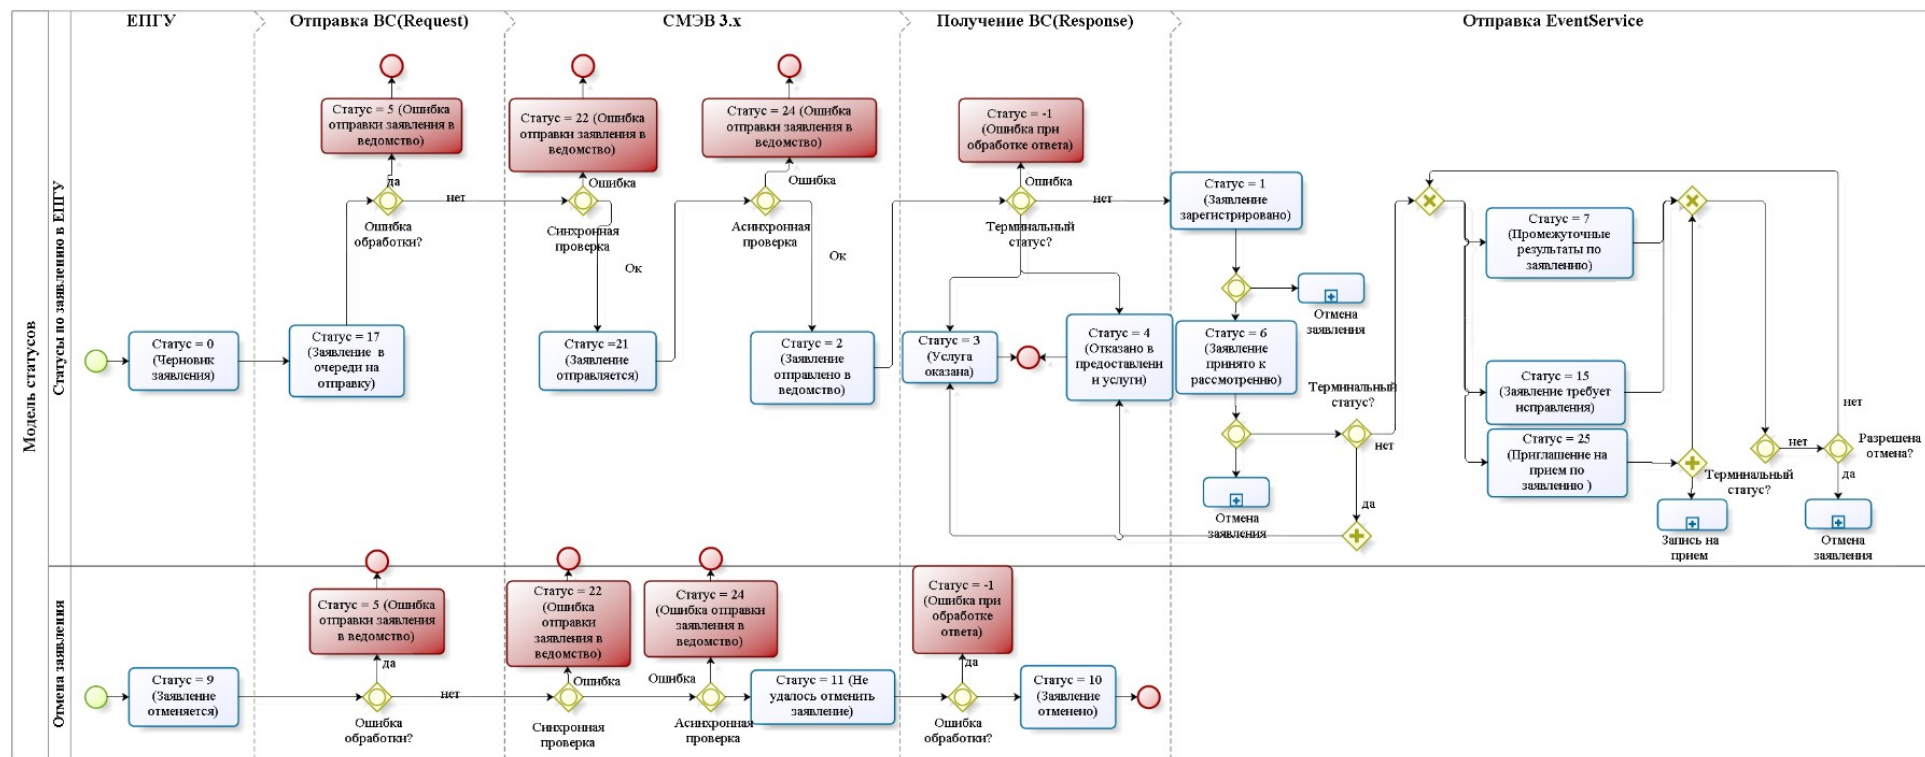 ЕПГУ
Отправка ВС(Request)
СМЭВ 3.x
Получение ВС(Response)
Отправка EventService
Модель статусов
Статусы по заявлению в ЕПГУ
Статус = 5 (Ошибка
отправки заявления в
ведомство)
да
нет
Ошибка
обработки?
Статус = 0
(Черновик
заявления)
Статус = 17
(Заявление в
очереди на
отправку)
Статус = 22 (Ошибка
отправки заявления в
ведомство)
Ошибка
Синхронная
проверка
Ок
Статус =21
(Заявление
отправляется)
Статус = 24 (Ошибка
отправки заявления в
ведомство)
Ошибка
Асинхронная
проверка
Ок
Статус = 2
(Заявление
отправлено в
ведомство)
Статус = -1
(Ошибка при
обработке ответа)
Ошибка
нет
Терминальный
статус?
Статус = 3
(Услуга
оказана)
Статус = 4
(Отказано в
предоставлени
и услуги)
Статус = 1
(Заявление
зарегистрировано)
Отмена
заявления
Статус = 6
(Заявление
принято к
рассмотрению)
Терминальный
статус?
нет
да
Отмена
заявления
Статус = 7
(Промежуточные
результаты по
заявлению)
Статус = 15
(Заявление требует
исправления)
Статус = 25
(Приглашение на
прием по
заявлению )
Терминальный
статус?
нет
нет
Разрешена
отмена?
да
Запись на
прием
Отмена
заявления
Отмена заявления
Статус = 9
(Заявление
отменяется)
Статус = 5 (Ошибка
отправки заявления
в ведомство)
да
нет
Ошибка
обработки?
Статус = 22
(Ошибка
отправки
заявления в
ведомство)
Ошибка
Синхронная
проверка
Статус = 24
(Ошибка отправки
заявления в
ведомство)
Ошибка
Асинхронная
проверка
Статус = 11 (Не
удалось отменить
заявление)
Статус = -1
(Ошибка при
обработке
ответа)
да
Ошибка
обработки?
Статус = 10
(Заявление
отменено)